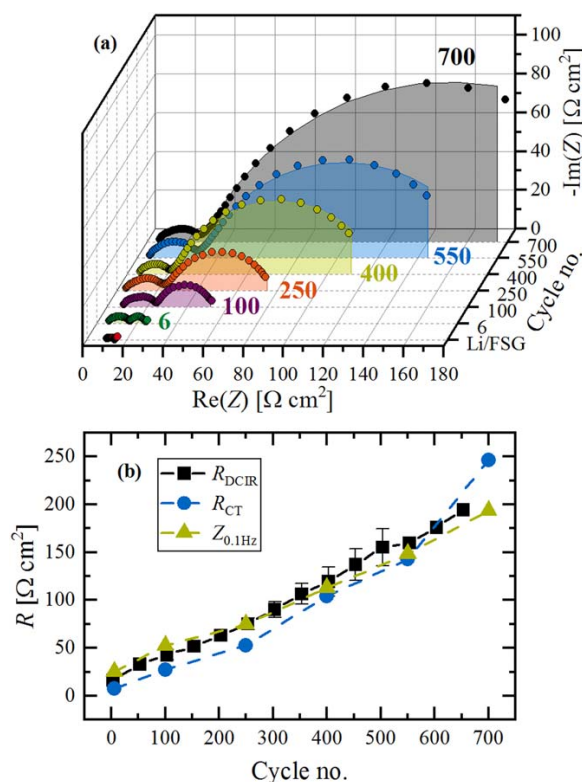 (a)
100
80
60
40
20
0
-Im(Z) [Ω cm²]
700
550
400
250
100
6
700
550
400
250
100
6
Li/FSG
Cycle no.
0 20 40 60 80 100 120 140 160 180
Re(Z) [Ω cm²]
(b)
R_DCIR
R_CT
Z_0.1Hz
250
200
150
100
50
0
R [Ω cm²]
0 100 200 300 400 500 600 700
Cycle no.